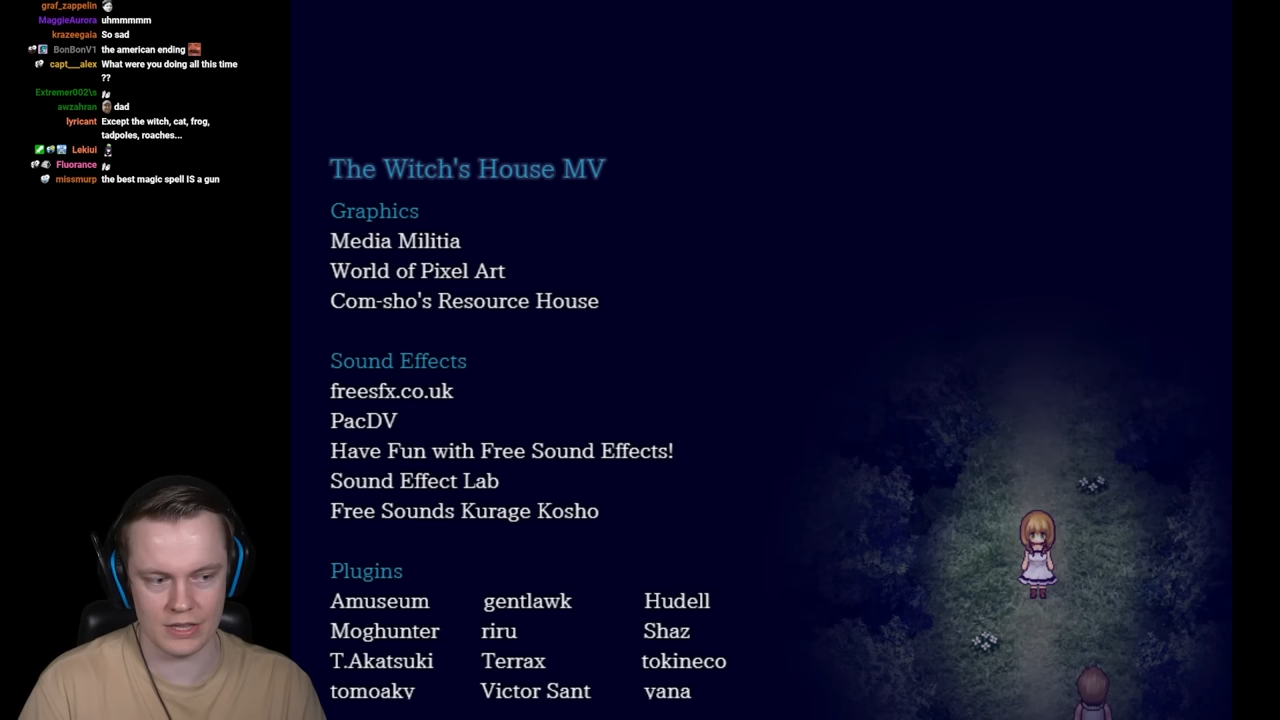 graf_zappelin
MaggieAurora uhmmmmm
krazeegaia So sad
BonBonV1 the american ending
capt__alex What were you doing all this time
??
Extremer002\s
awzahran dad
lyricant Except the witch, cat, frog,
tadpoles, roaches...
Lekiui
Fluorance
missmurp the best magic spell IS a gun
The Witch's House MV
Graphics
Media Militia
World of Pixel Art
Com-sho's Resource House
Sound Effects
freesfx.co.uk
PacDV
Have Fun with Free Sound Effects!
Sound Effect Lab
Free Sounds Kurage Kosho
Plugins
Amuseum gentlawk Hudell
Moghunter riru Shaz
T.Akatsuki Terrax tokineco
tomoaky Victor Sant yana